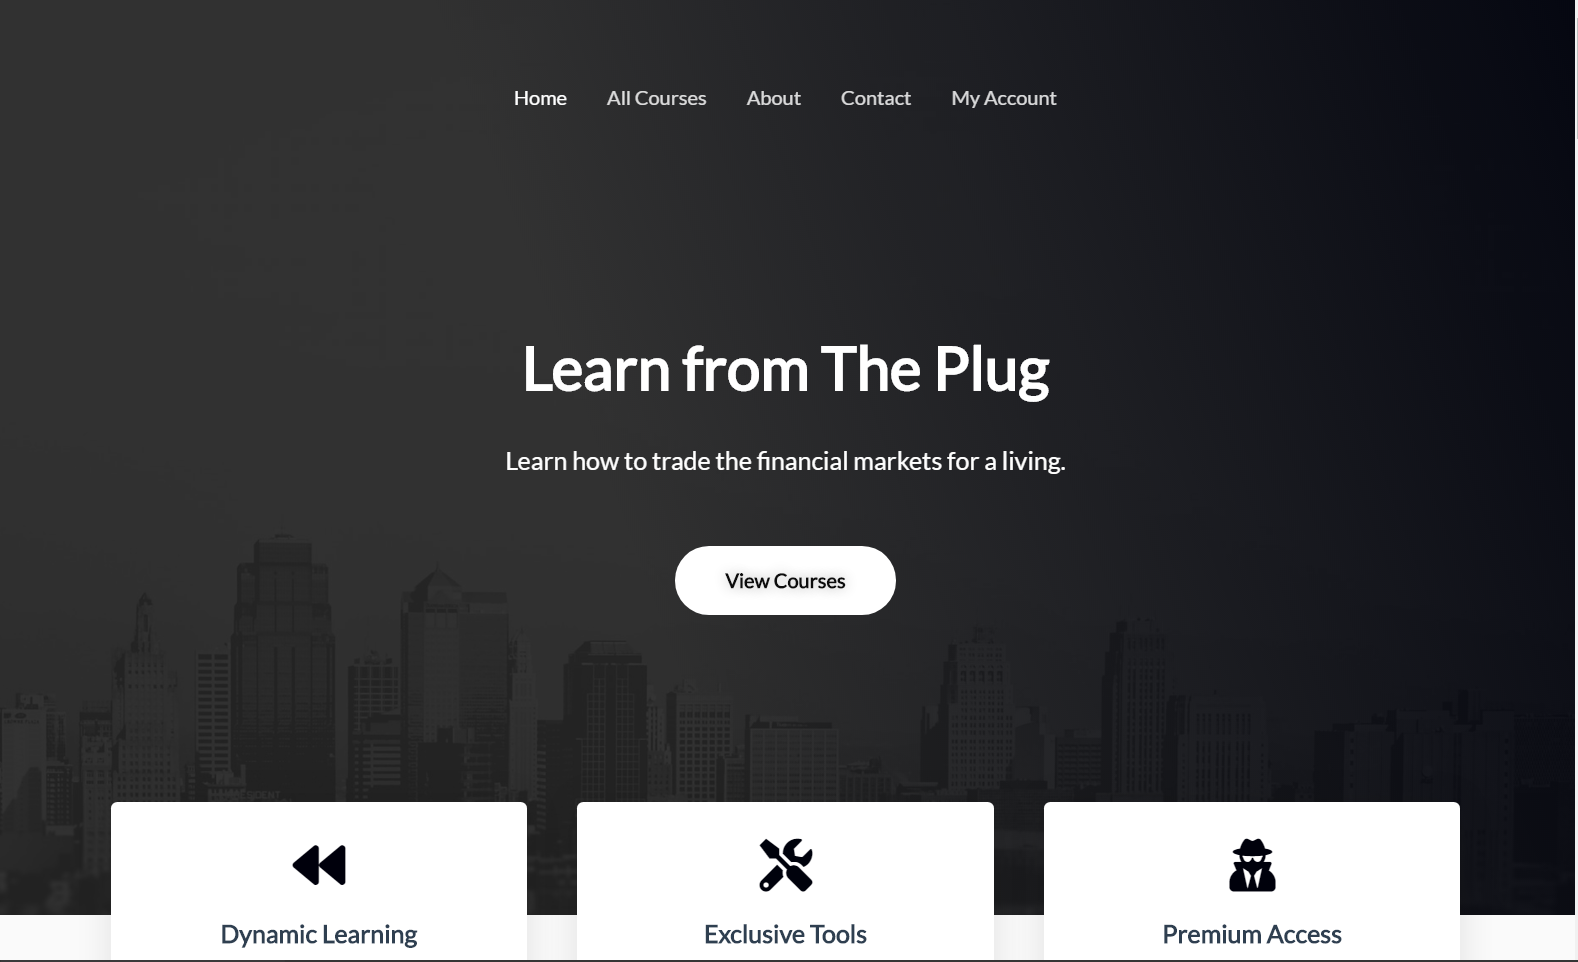 Home All Courses About Contact My Account
Learn from The Plug
Learn how to trade the financial markets for a living.
View Courses
Dynamic Learning Exclusive Tools Premium Access